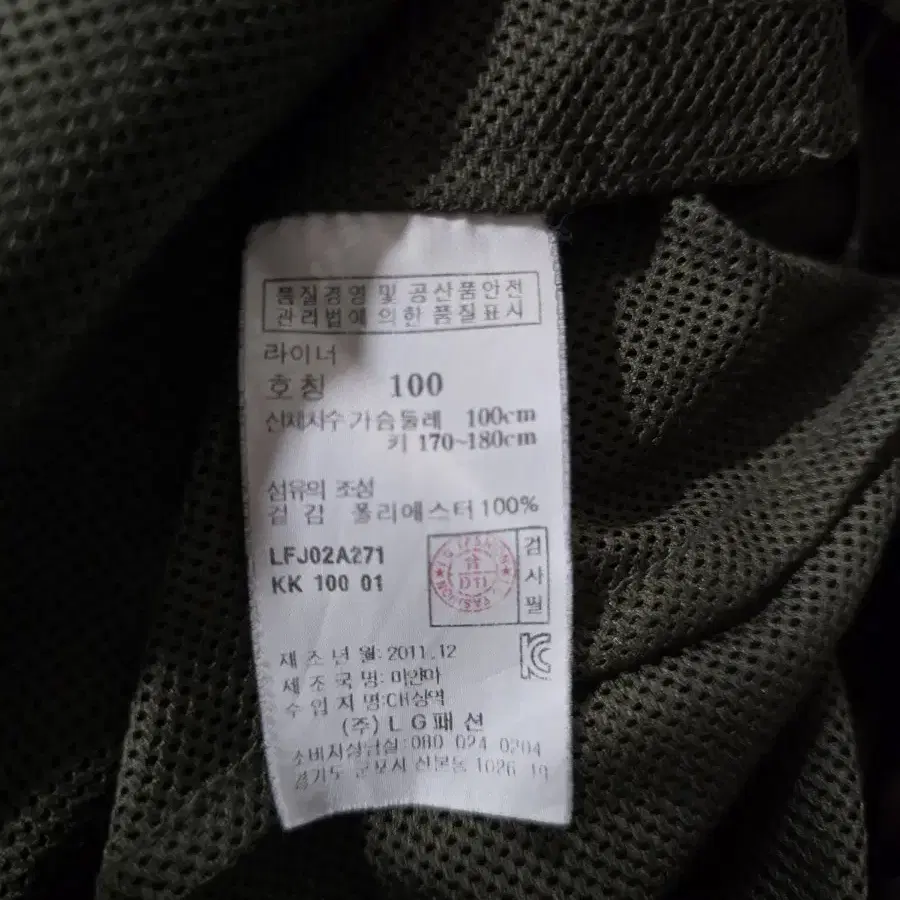 품질경영 및 공산품안전
관리법에 의한 품질표시
라이너
호칭 100
신체치수 가슴둘레 100cm
키 170~180cm
섬유의 조성
겉감 폴리에스터 100%
LFJ02A271
KK 100 01
검사필
제조년월: 2011.12
제조국명: 미얀마
수입자명:
(주)LG패션
소비자상담실: 080 024 0204
경기도 군포시 산본동 1026